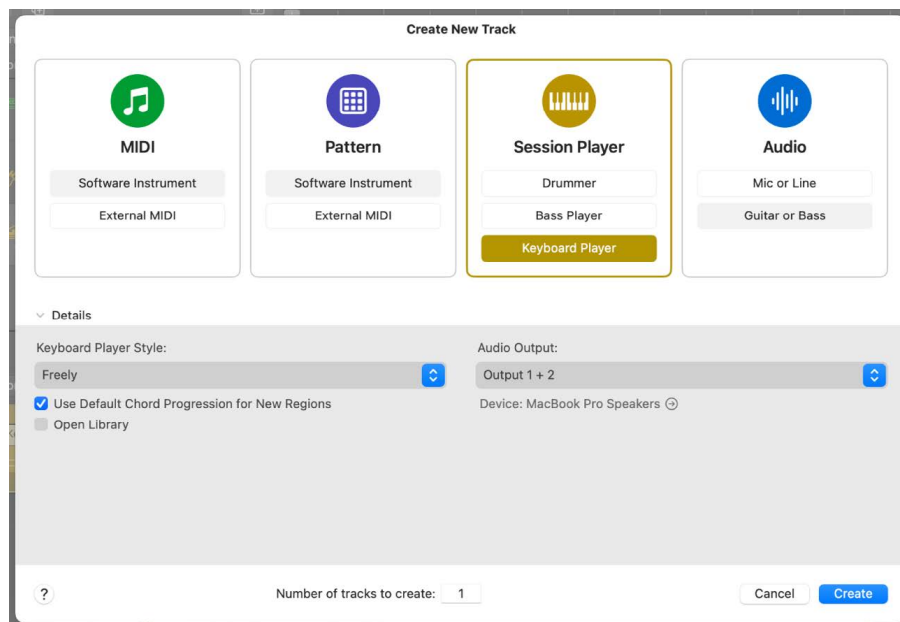 Create New Track
MIDI
Software Instrument
External MIDI
Pattern
Software Instrument
External MIDI
Session Player
Drummer
Bass Player
Keyboard Player
Audio
Mic or Line
Guitar or Bass
Details
Keyboard Player Style:
Freely
Use Default Chord Progression for New Regions
Open Library
Audio Output:
Output 1 + 2
Device: MacBook Pro Speakers
?
Number of tracks to create: 1
Cancel
Create